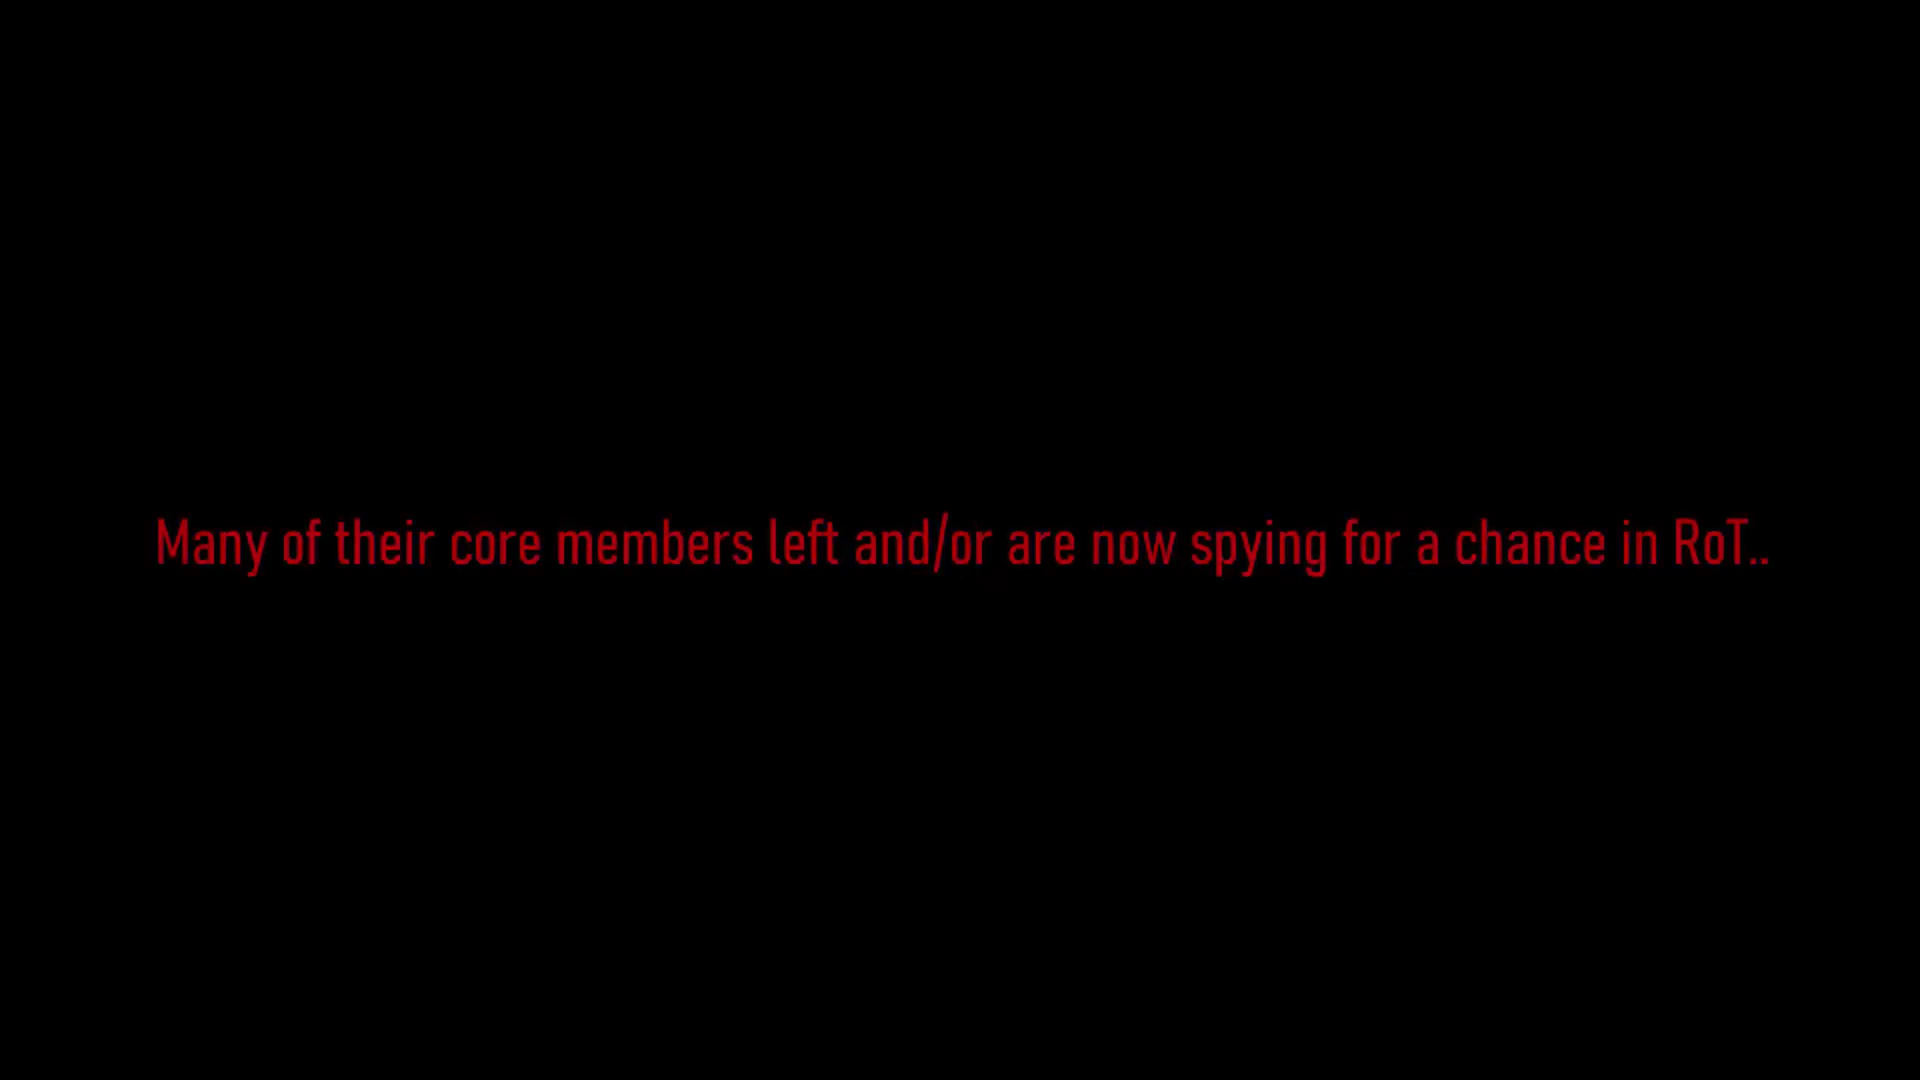 Many of their core members left and/or are now spying for a chance in RoT..